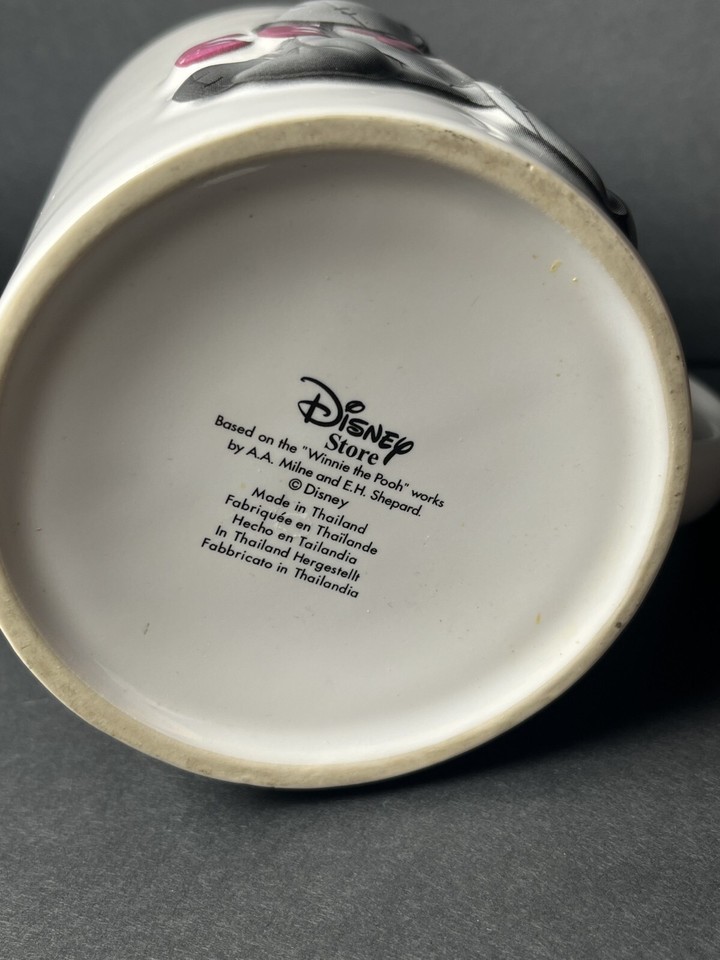 Disney
Store
Based on the "Winnie the Pooh" works
by A.A. Milne and E.H. Shepard.
© Disney
Made in Thailand
Fabriquée en Thaïlande
Hecho en Tailandia
In Thailand Hergestellt
Fabbricato in Thailandia